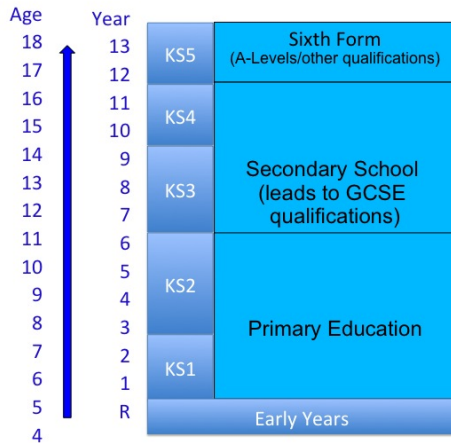 Age
18
17
16
15
14
13
12
11
10
9
8
7
6
5
4
Year
13
12
11
10
9
8
7
6
5
4
3
2
1
R
KS5
KS4
KS3
KS2
KS1
Sixth Form
(A-Levels/other qualifications)
Secondary School
(leads to GCSE
qualifications)
Primary Education
Early Years